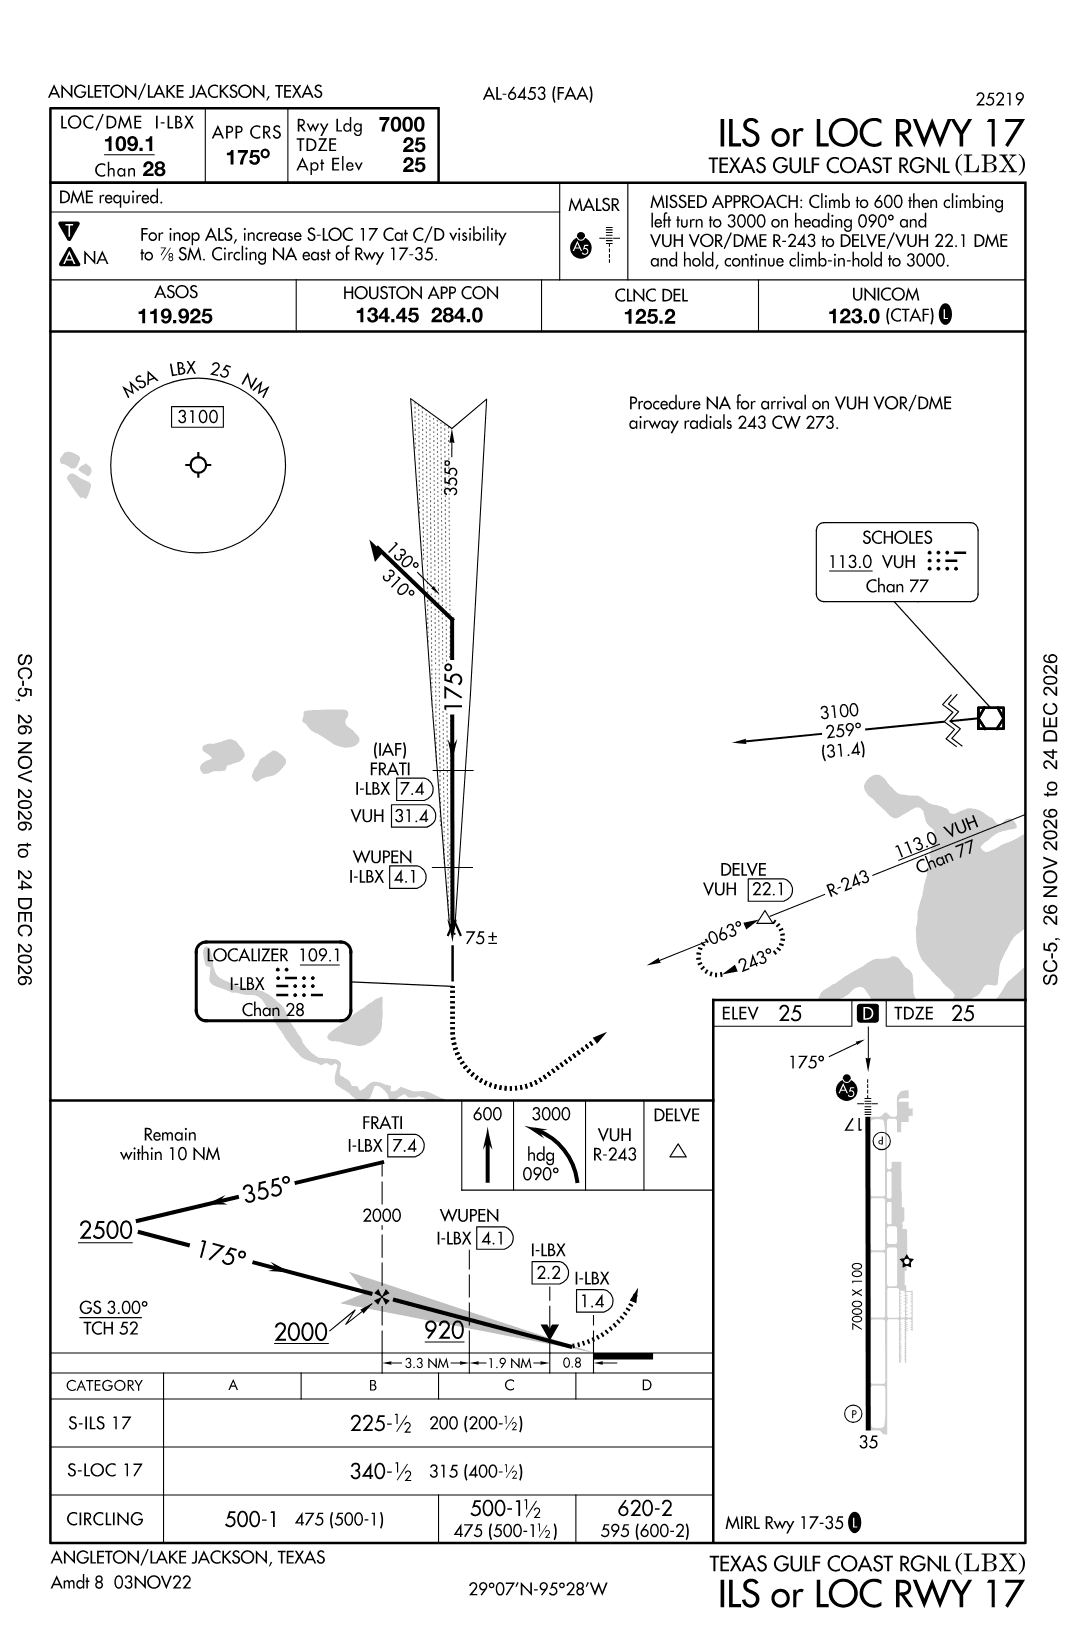 ANGLETON/LAKE JACKSON, TEXAS
AL-6453 (FAA)
25219
LOC/DME I-LBX
109.1
Chan 28
APP CRS
175º
Rwy Ldg 7000
TDZE 25
Apt Elev 25
ILS or LOC RWY 17
TEXAS GULF COAST RGNL (LBX)
DME required.
T
A NA
For inop ALS, increase S-LOC 17 Cat C/D visibility
to ⅞ SM. Circling NA east of Rwy 17-35.
MALSR
A5
MISSED APPROACH: Climb to 600 then climbing
left turn to 3000 on heading 090° and
VUH VOR/DME R-243 to DELVE/VUH 22.1 DME
and hold, continue climb-in-hold to 3000.
ASOS
119.925
HOUSTON APP CON
134.45 284.0
CLNC DEL
125.2
UNICOM
123.0 (CTAF) L
MSA LBX 25 NM
3100
Procedure NA for arrival on VUH VOR/DME
airway radials 243 CW 273.
355°
130°
310°
175°
SCHOLES
113.0 VUH
Chan 77
3100
259°
(31.4)
(IAF)
FRATI
I-LBX 7.4
VUH 31.4
WUPEN
I-LBX 4.1
75±
113.0 VUH
Chan 77
R-243
DELVE
VUH 22.1
063°
243°
LOCALIZER 109.1
I-LBX
Chan 28
SC-5, 26 NOV 2026 to 24 DEC 2026
SC-5, 26 NOV 2026 to 24 DEC 2026
ELEV 25
D
TDZE 25
175°
A5
17
P
7000 X 100
P
35
MIRL Rwy 17-35 L
Remain
within 10 NM
FRATI
I-LBX 7.4
600
3000
hdg
090°
VUH
R-243
DELVE
355°
2500
175°
2000
WUPEN
I-LBX 4.1
I-LBX
2.2
I-LBX
1.4
GS 3.00°
TCH 52
2000
920
3.3 NM
1.9 NM
0.8
CATEGORY A B C D
S-ILS 17 225-½ 200 (200-½)
S-LOC 17 340-½ 315 (400-½)
CIRCLING 500-1 475 (500-1)
500-1½
475 (500-1½)
620-2
595 (600-2)
ANGLETON/LAKE JACKSON, TEXAS
Amdt 8 03NOV22
29°07'N-95°28'W
TEXAS GULF COAST RGNL (LBX)
ILS or LOC RWY 17